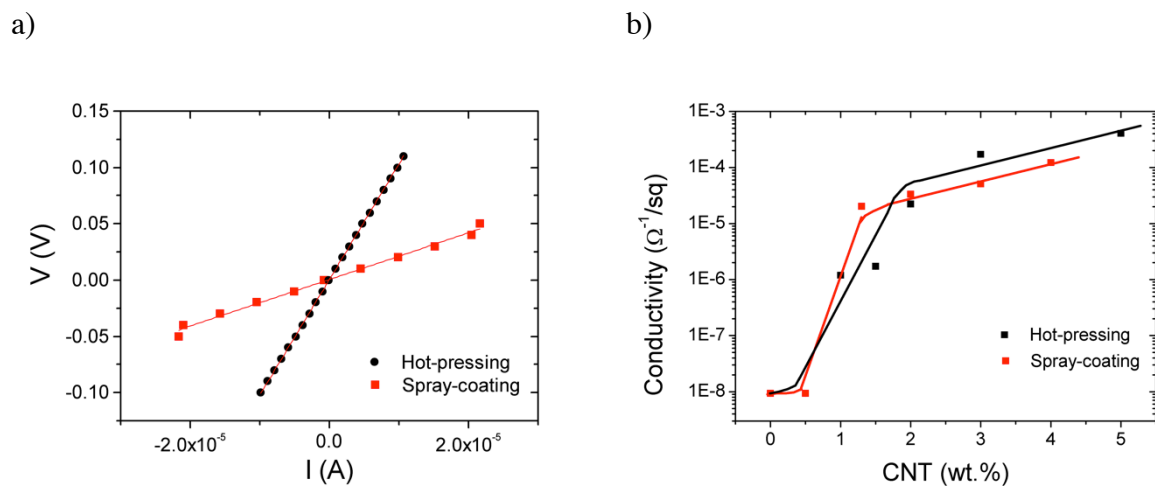 a)
b)
0.15
0.10
0.05
0.00
-0.05
-0.10
V (V)
Hot-pressing
Spray-coating
-2.0x10⁻⁵
0.0
2.0x10⁻⁵
I (A)
1E-3
1E-4
1E-5
1E-6
1E-7
1E-8
Conductivity (Ω⁻¹/sq)
Hot-pressing
Spray-coating
0
1
2
3
4
5
CNT (wt.%)